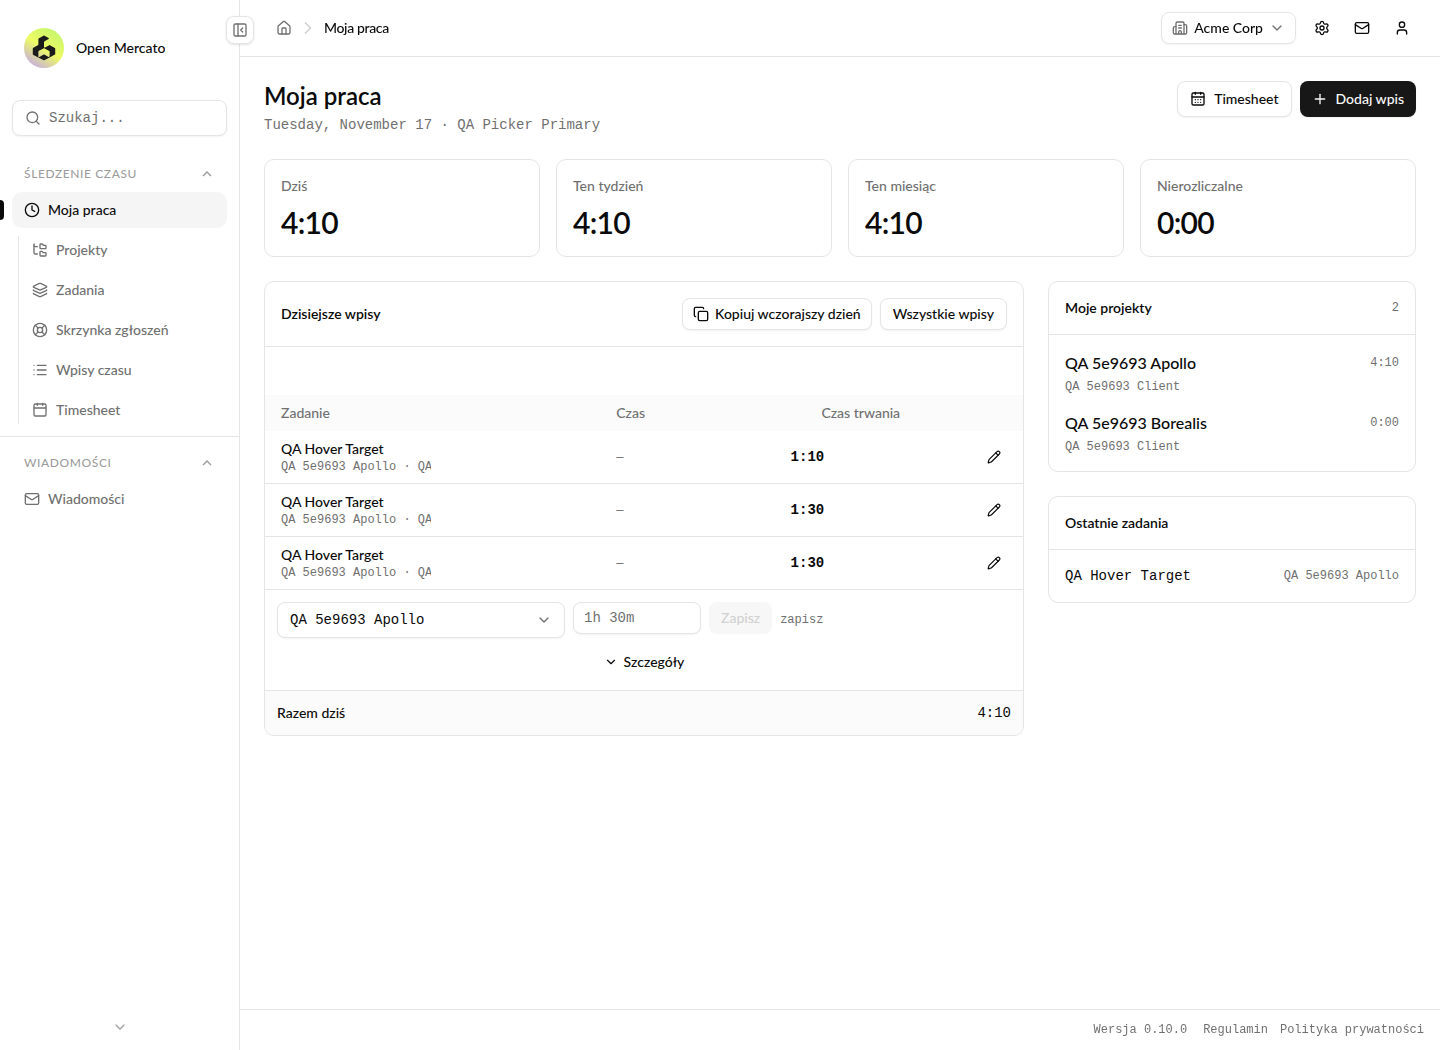 Open Mercato
Moja praca
Acme Corp
Szukaj...
ŚLEDZENIE CZASU
Moja praca
Projekty
Zadania
Skrzynka zgłoszeń
Wpisy czasu
Timesheet
WIADOMOŚCI
Wiadomości
Moja praca
Tuesday, November 17 · QA Picker Primary
Timesheet
Dodaj wpis
Dziś
4:10
Ten tydzień
4:10
Ten miesiąc
4:10
Nierozliczalne
0:00
Dzisiejsze wpisy
Kopiuj wczorajszy dzień
Wszystkie wpisy
Zadanie Czas Czas trwania
QA Hover Target
QA 5e9693 Apollo · QA
– 1:10
QA Hover Target
QA 5e9693 Apollo · QA
– 1:30
QA Hover Target
QA 5e9693 Apollo · QA
– 1:30
QA 5e9693 Apollo 1h 30m Zapisz zapisz
Szczegóły
Razem dziś 4:10
Moje projekty 2
QA 5e9693 Apollo 4:10
QA 5e9693 Client
QA 5e9693 Borealis 0:00
QA 5e9693 Client
Ostatnie zadania
QA Hover Target QA 5e9693 Apollo
Wersja 0.10.0 Regulamin Polityka prywatności